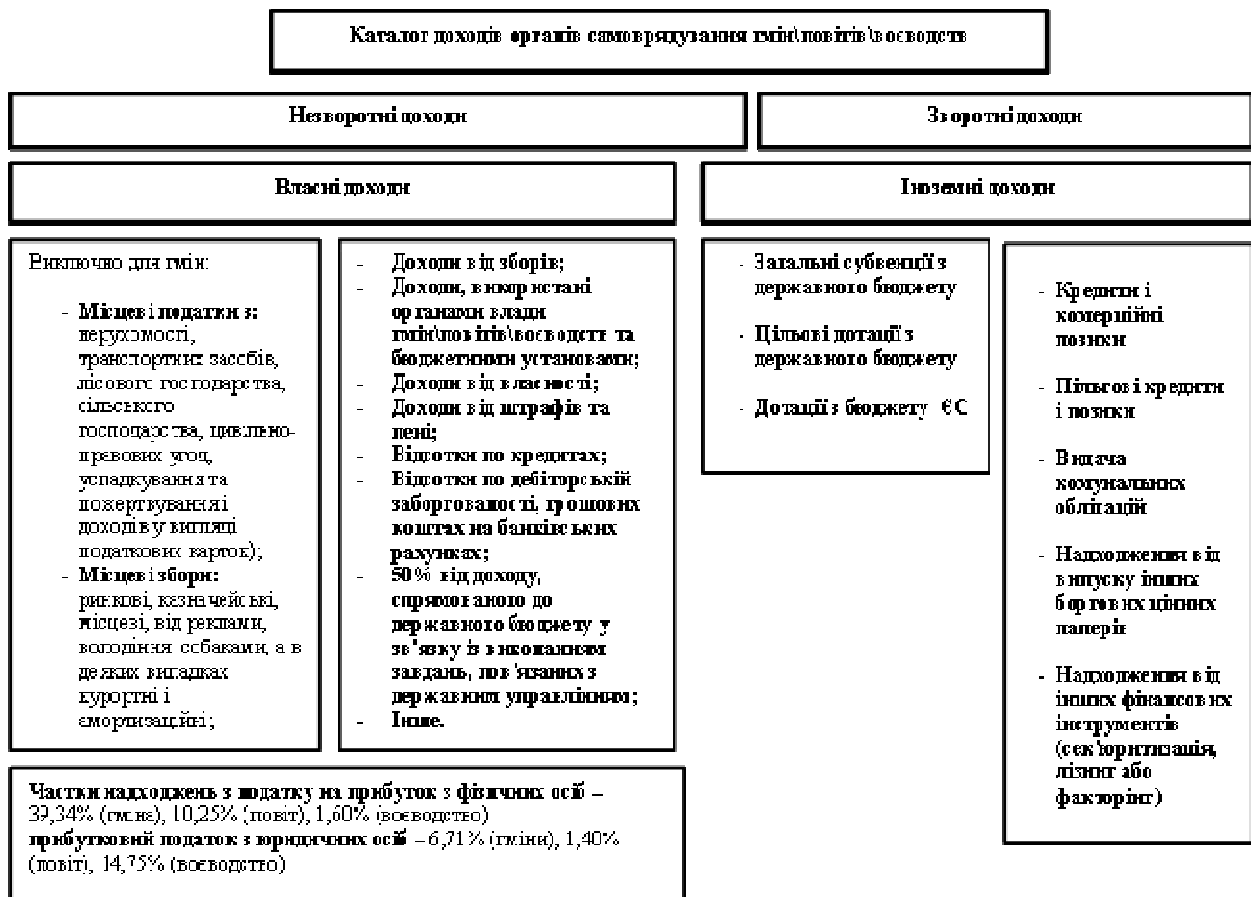 Каталог доходів органів самоврядування гмін\повітів\воєводств
Незворотні доходи
Зворотні доходи
Власні доходи
Іноземні доходи
Виключно для гмін:
- Місцеві податки з:
нерухомості,
транспортних засобів,
лісового господарства,
сільського
господарства, цивільно-
правових угод,
успадкування та
пожертвування і
доходів у вигляді
податкових карток);
- Місцеві збори:
ринкові, казначейські,
місцеві, від реклами,
володіння собаками, а в
деяких випадках
курортні і
амортизаційні;
- Доходи від зборів;
- Доходи, використані
органами влади
гмін\повітів\воєводств та
бюджетними установами;
- Доходи від власності;
- Доходи від штрафів та
пені;
- Відсотки по кредитах;
- Відсотки по дебіторській
заборгованості, грошових
коштах на банківських
рахунках;
- 50% від доходу,
спрямованого до
державного бюджету у
зв'язку із виконанням
завдань, пов'язаних з
державним управлінням;
- Інше.
- Загальні субвенції з
державного бюджету
- Цільові дотації з
державного бюджету
- Дотації з бюджету ЄС
- Кредити і
комерційні
позики
- Пільгові кредити
і позики
- Видача
комунальних
облігацій
- Надходження від
випуску інших
боргових цінних
паперів
- Надходження від
інших фінансових
інструментів
(сек'юритизація,
лізинг або
факторінг)
Частки надходжень з податку на прибуток з фізичних осіб –
39,34% (гміна), 10,25% (повіт), 1,60% (воєводство)
прибутковий податок з юридичних осіб – 6,71% (гміни), 1,40%
(повіт), 14,75% (воєводство)